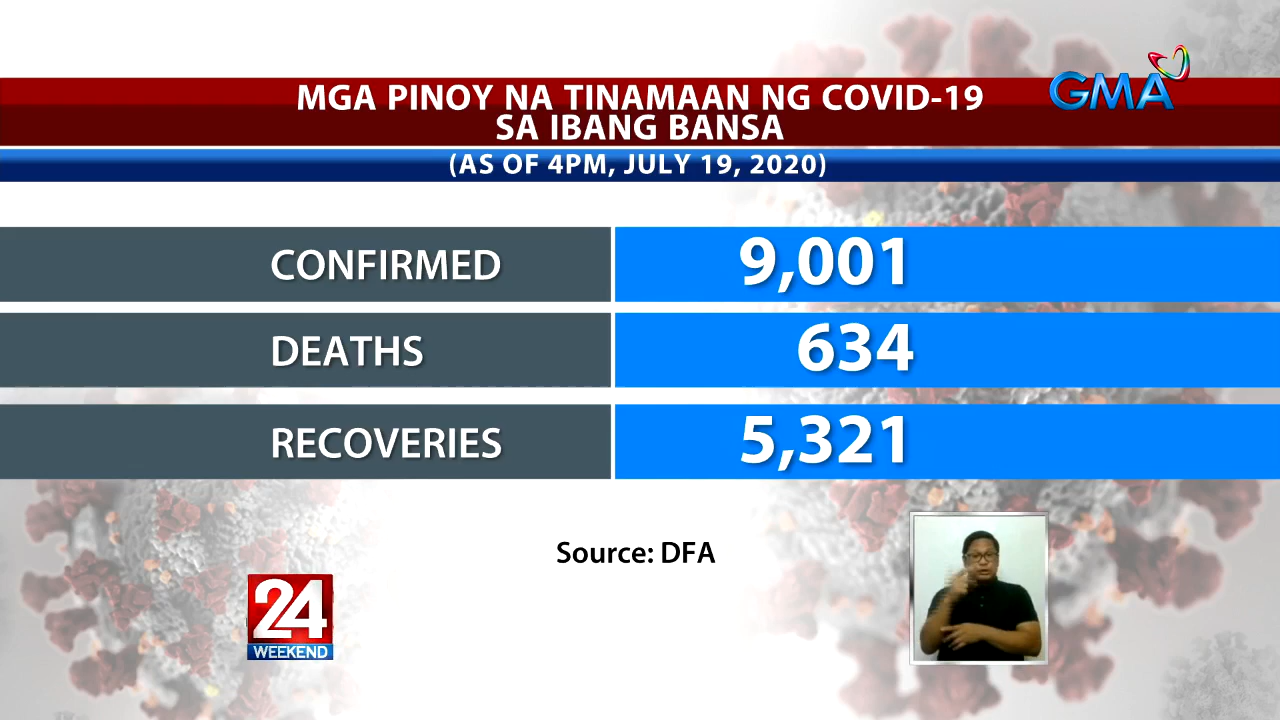 MGA PINOY NA TINAMAAN NG COVID-19
SA IBANG BANSA
GMA
(AS OF 4PM, JULY 19, 2020)
CONFIRMED 9,001
DEATHS 634
RECOVERIES 5,321
Source: DFA
24
WEEKEND